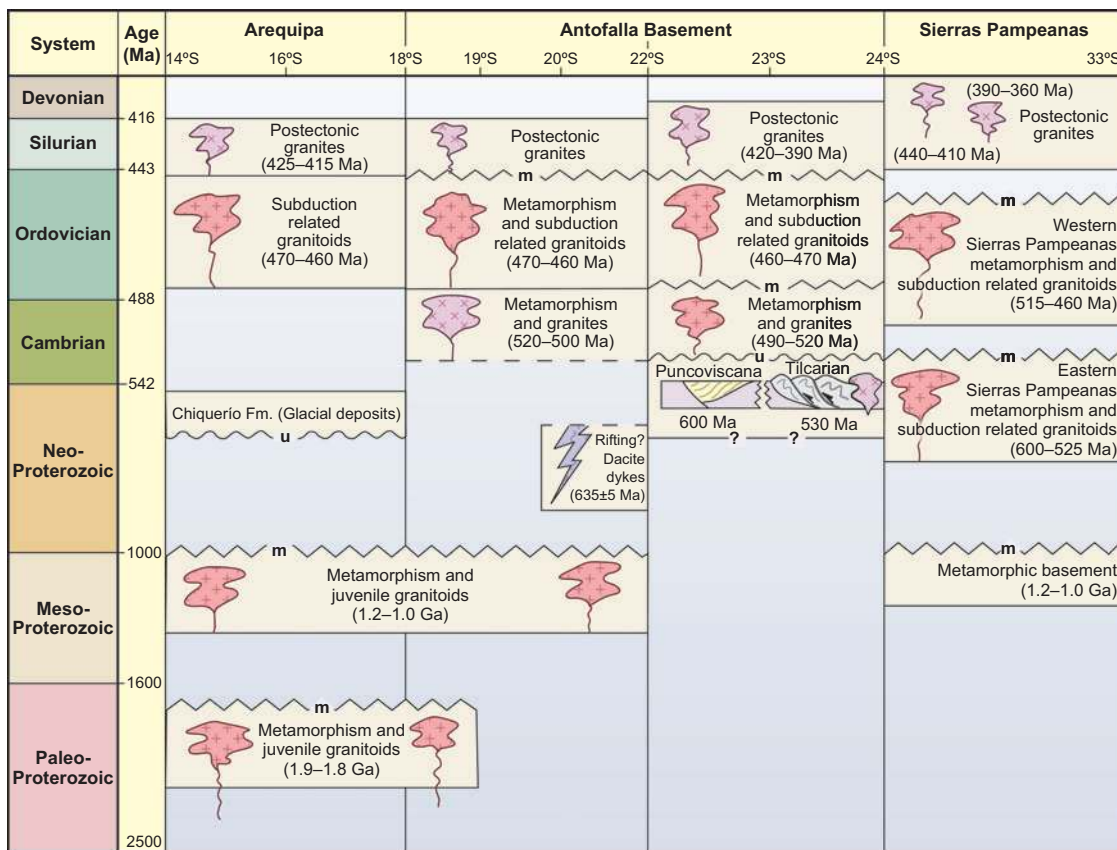 System
Age
(Ma)
Arequipa
Antofalla Basement
Sierras Pampeanas
14ºS
16ºS
18ºS
19ºS
20ºS
22ºS
23ºS
24ºS
33ºS
Devonian
416
Silurian
443
Ordovician
488
Cambrian
542
Neo-
Proterozoic
1000
Meso-
Proterozoic
1600
Paleo-
Proterozoic
2500
Postectonic
granites
(425–415 Ma)
Subduction
related
granitoids
(470–460 Ma)
Chiquerío Fm. (Glacial deposits)
u
m
Metamorphism and
juvenile granitoids
(1.2–1.0 Ga)
m
Metamorphism and
juvenile granitoids
(1.9–1.8 Ga)
Postectonic
granites
m
Metamorphism
and subduction
related granitoids
(470–460 Ma)
Metamorphism
and granites
(520–500 Ma)
Rifting?
Dacite
dykes
(635±5 Ma)
Postectonic
granites
(420–390 Ma)
m
Metamorphism
and subduction
related granitoids
(460–470 Ma)
m
Metamorphism
and granites
(490–520 Ma)
u
Puncoviscana
Tilcarian
600 Ma
530 Ma
?
?
(390–360 Ma)
Postectonic
granites
(440–410 Ma)
m
Western
Sierras Pampeanas
metamorphism and
subduction related granitoids
(515–460 Ma)
m
Eastern
Sierras Pampeanas
metamorphism and
subduction related granitoids
(600–525 Ma)
m
Metamorphic basement
(1.2–1.0 Ga)